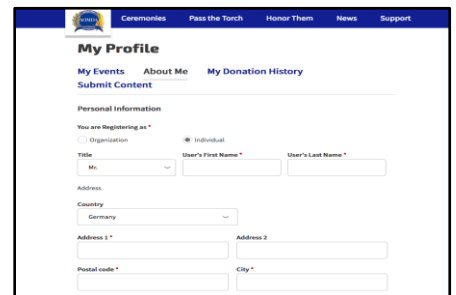 Ceremonies Pass the Torch Honor Them News Support
My Profile
My Events About Me My Donation History
Submit Content
Personal Information
You are Registering as *
Organization Individual
Title User's First Name * User's Last Name *
Mr.
Address
Country
Germany
Address 1 * Address 2
Postal code * City *